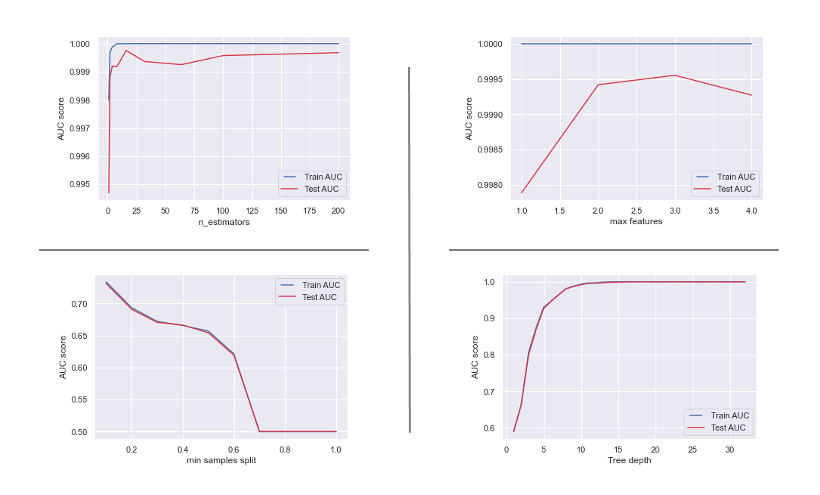 1.000
0.999
0.998
0.997
0.996
0.995
AUC score
Train AUC
Test AUC
0 25 50 75 100 125 150 175 200
n_estimators
1.0000
0.9995
0.9990
0.9985
0.9980
AUC score
Train AUC
Test AUC
1.0 1.5 2.0 2.5 3.0 3.5 4.0
max features
0.70
0.65
0.60
0.55
0.50
AUC score
Train AUC
Test AUC
0.2 0.4 0.6 0.8 1.0
min samples split
1.0
0.9
0.8
0.7
0.6
AUC score
Train AUC
Test AUC
0 5 10 15 20 25 30
Tree depth